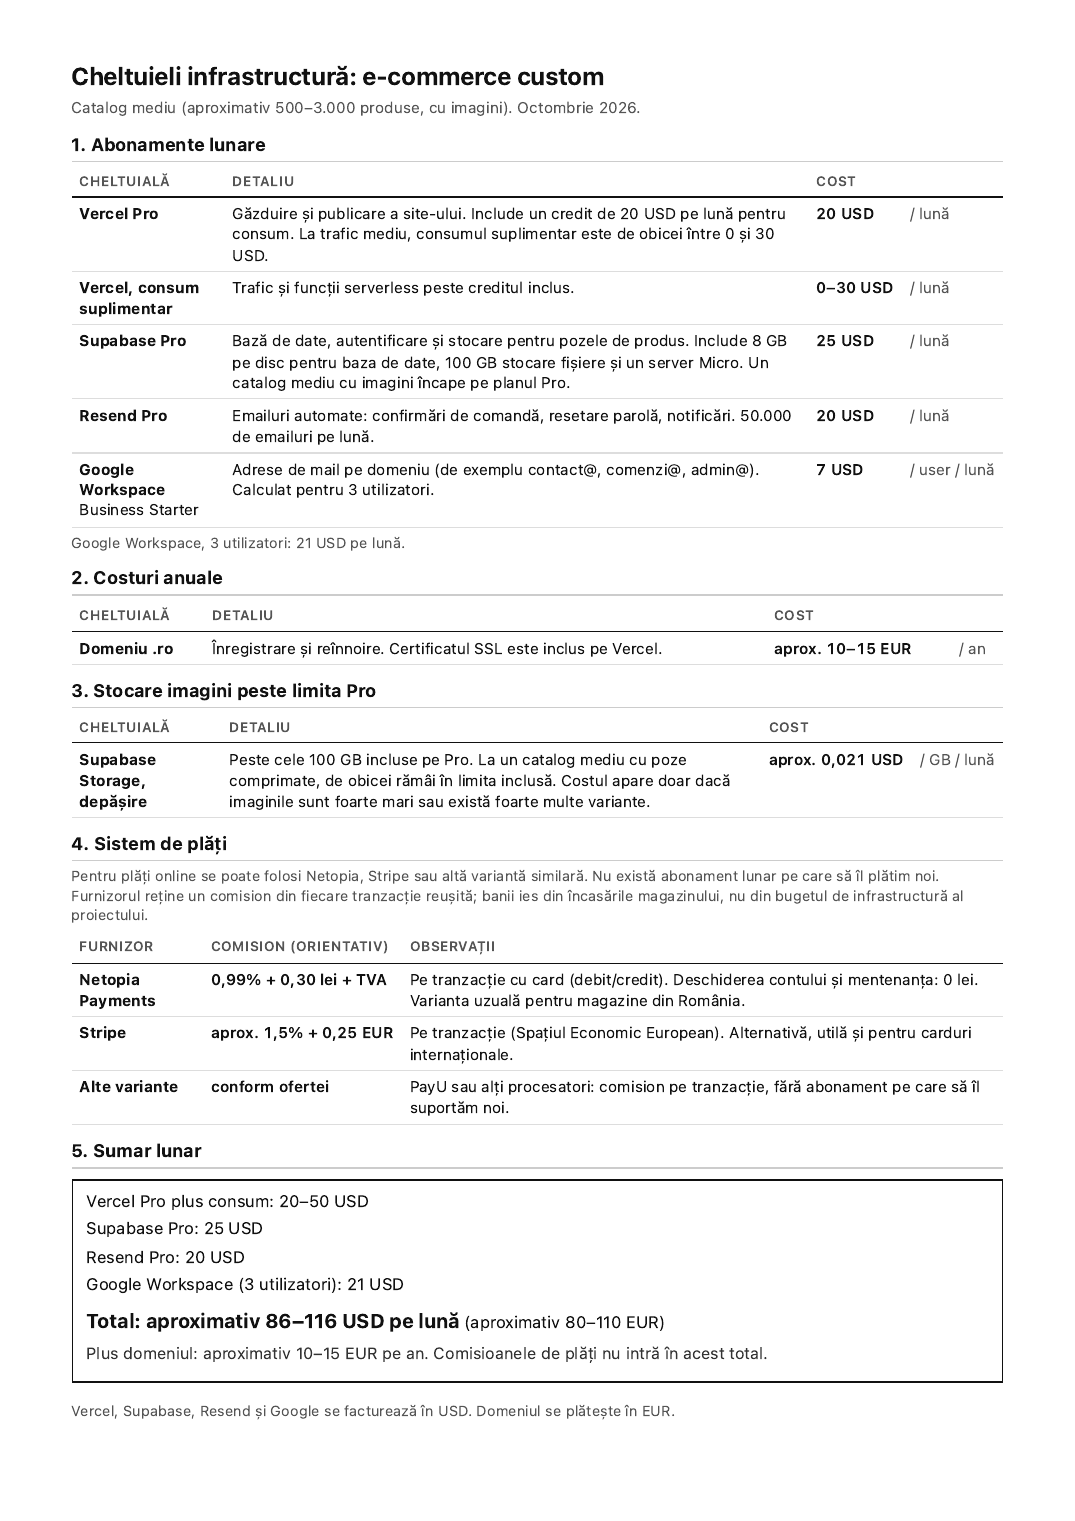 Cheltuieli infrastructură: e-commerce custom
Catalog mediu (aproximativ 500–3.000 produse, cu imagini). Octombrie 2026.
1. Abonamente lunare
CHELTUIALĂ DETALIU COST
Vercel Pro Găzduire și publicare a site-ului. Include un credit de 20 USD pe lună pentru 20 USD / lună
consum. La trafic mediu, consumul suplimentar este de obicei între 0 și 30
USD.
Vercel, consum Trafic și funcții serverless peste creditul inclus. 0–30 USD / lună
suplimentar
Supabase Pro Bază de date, autentificare și stocare pentru pozele de produs. Include 8 GB 25 USD / lună
pe disc pentru baza de date, 100 GB stocare fișiere și un server Micro. Un
catalog mediu cu imagini încape pe planul Pro.
Resend Pro Emailuri automate: confirmări de comandă, resetare parolă, notificări. 50.000 20 USD / lună
de emailuri pe lună.
Google Adrese de mail pe domeniu (de exemplu contact@, comenzi@, admin@). 7 USD / user / lună
Workspace Calculat pentru 3 utilizatori.
Business Starter
Google Workspace, 3 utilizatori: 21 USD pe lună.
2. Costuri anuale
CHELTUIALĂ DETALIU COST
Domeniu .ro Înregistrare și reînnoire. Certificatul SSL este inclus pe Vercel. aprox. 10–15 EUR / an
3. Stocare imagini peste limita Pro
CHELTUIALĂ DETALIU COST
Supabase Peste cele 100 GB incluse pe Pro. La un catalog mediu cu poze aprox. 0,021 USD / GB / lună
Storage, comprimate, de obicei rămâi în limita inclusă. Costul apare doar dacă
depășire imaginile sunt foarte mari sau există foarte multe variante.
4. Sistem de plăți
Pentru plăți online se poate folosi Netopia, Stripe sau altă variantă similară. Nu există abonament lunar pe care să îl plătim noi.
Furnizorul reține un comision din fiecare tranzacție reușită; banii ies din încasările magazinului, nu din bugetul de infrastructură al
proiectului.
FURNIZOR COMISION (ORIENTATIV) OBSERVAȚII
Netopia 0,99% + 0,30 lei + TVA Pe tranzacție cu card (debit/credit). Deschiderea contului și mentenanța: 0 lei.
Payments Varianta uzuală pentru magazine din România.
Stripe aprox. 1,5% + 0,25 EUR Pe tranzacție (Spațiul Economic European). Alternativă, utilă și pentru carduri
internaționale.
Alte variante conform ofertei PayU sau alți procesatori: comision pe tranzacție, fără abonament pe care să îl
suportăm noi.
5. Sumar lunar
Vercel Pro plus consum: 20–50 USD
Supabase Pro: 25 USD
Resend Pro: 20 USD
Google Workspace (3 utilizatori): 21 USD
Total: aproximativ 86–116 USD pe lună (aproximativ 80–110 EUR)
Plus domeniul: aproximativ 10–15 EUR pe an. Comisioanele de plăți nu intră în acest total.
Vercel, Supabase, Resend și Google se facturează în USD. Domeniul se plătește în EUR.